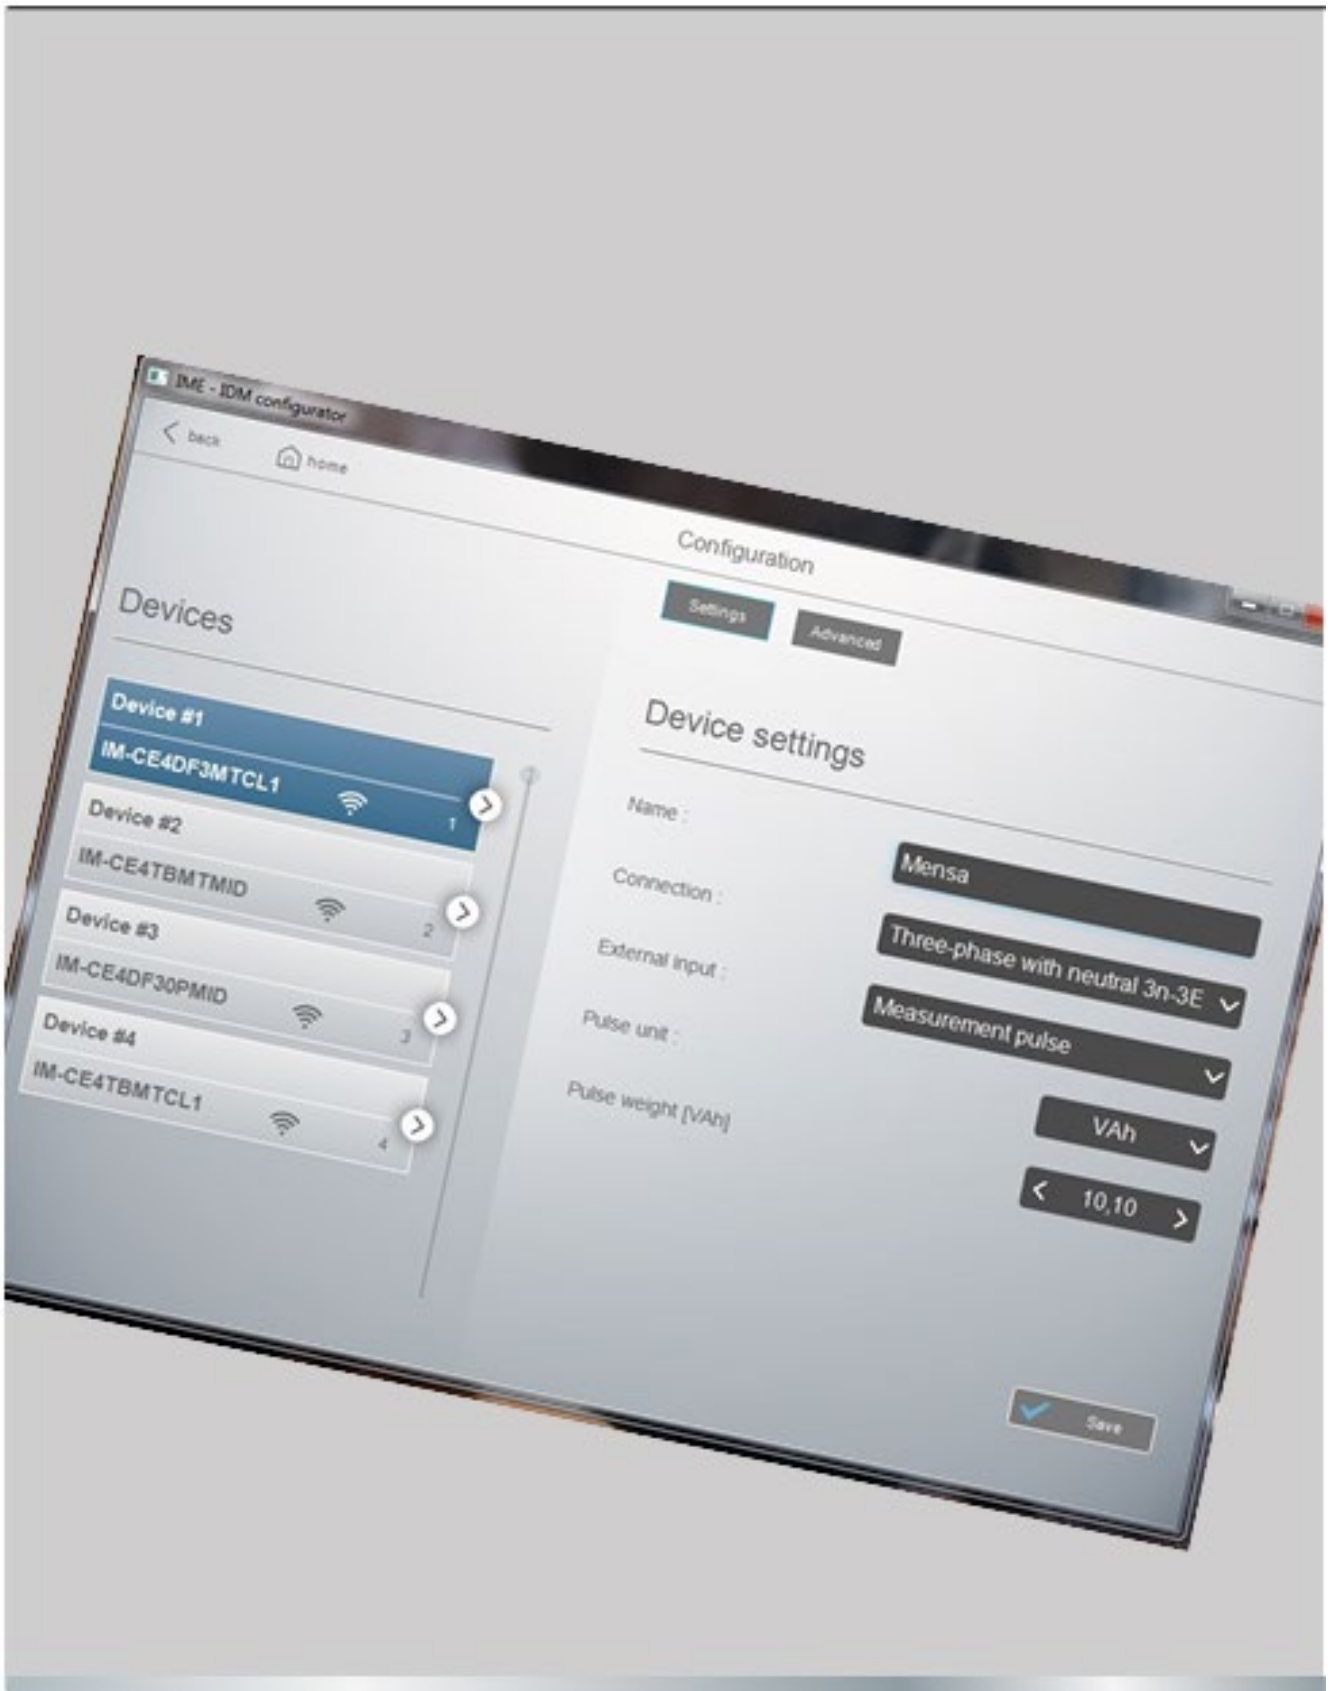 IME - IDM configurator
back
home
Configuration
Settings
Advanced
Devices
Device #1
IM-CE4DF3MTCL1
1
Device #2
IM-CE4TBMTMID
2
Device #3
IM-CE4DF30PMID
3
Device #4
IM-CE4TBMTCL1
4
Device settings
Name :
Mensa
Connection :
Three-phase with neutral 3n-3E
External input :
Measurement pulse
Pulse unit :
VAh
Pulse weight [VAh]
10,10
Save